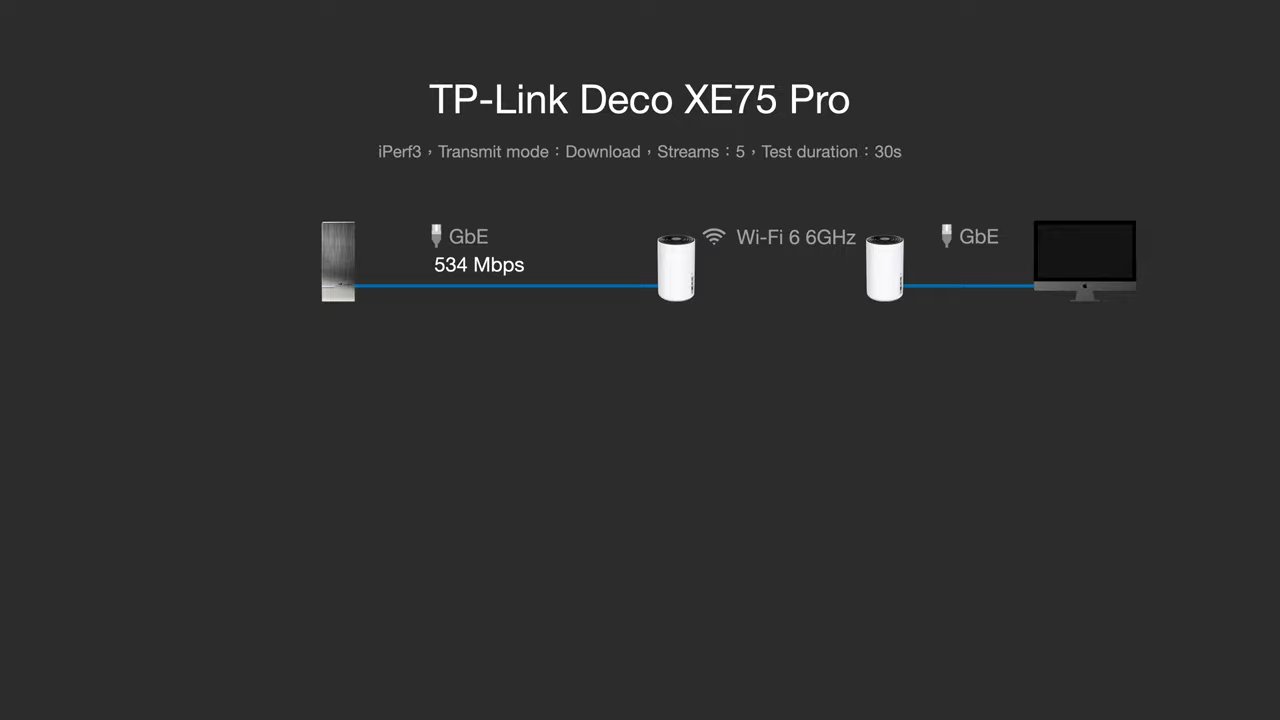 TP-Link Deco XE75 Pro
iPerf3，Transmit mode：Download，Streams：5，Test duration：30s
GbE
534 Mbps
Wi-Fi 6 6GHz
GbE